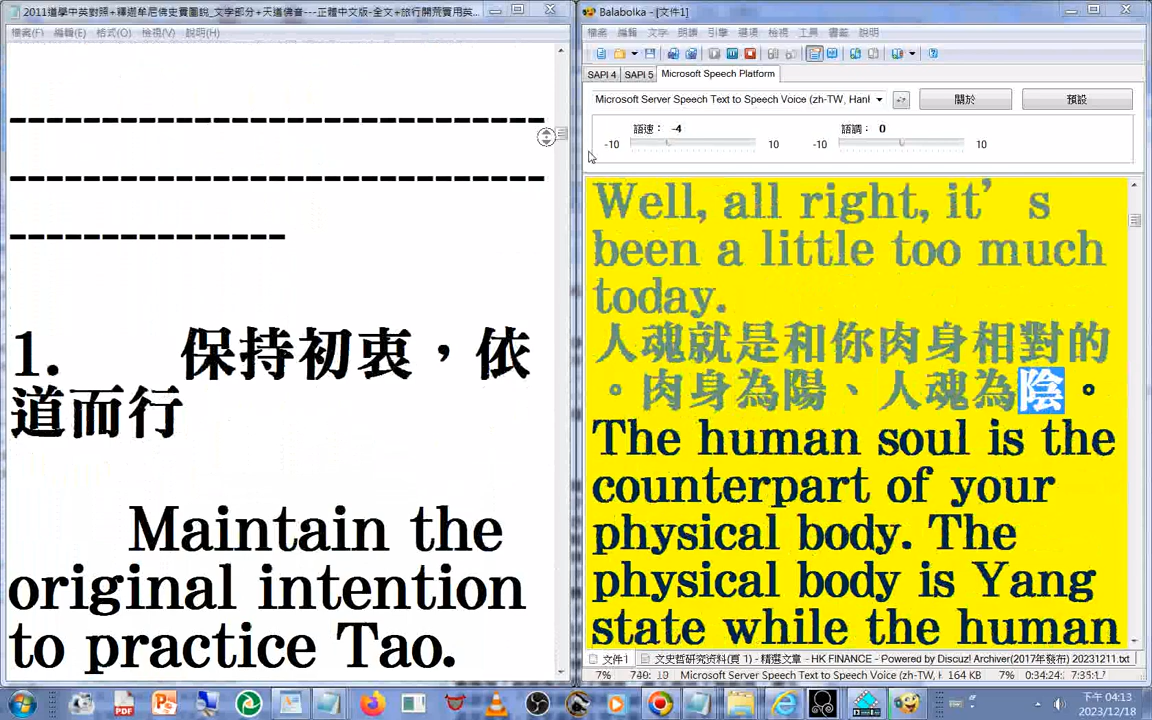 2011道學中英對照+釋迦牟尼佛史實圖說_文字部分+天道佛音---正體中文版-全文+旅行開荒實用英...
檔案(F) 編輯(E) 格式(O) 檢視(V) 說明(H)
1. 保持初衷，依
道而行
Maintain the
original intention
to practice Tao.
Balabolka - [文件1]
檔案 編輯 文字 朗讀 引擎 選項 檢視 工具 書籤 說明
SAPI 4 SAPI 5 Microsoft Speech Platform
Microsoft Server Speech Text to Speech Voice (zh-TW, Hanl
關於 預設
語速： -4 語調： 0
-10 10 -10 10
Well, all right, it’s
been a little too much
today.
人魂就是和你肉身相對的
。肉身為陽、人魂為陰。
The human soul is the
counterpart of your
physical body. The
physical body is Yang
state while the human
文件1 文史哲研究资料(頁 1) - 精選文章 - HK FINANCE - Powered by Discuz! Archiver(2017年發布) 20231211.txt
7% 740: 10 Microsoft Server Speech Text to Speech Voice (zh-TW, H 164 KB 7% 0:34:24 7:35:1
下午 04:13
2023/12/18